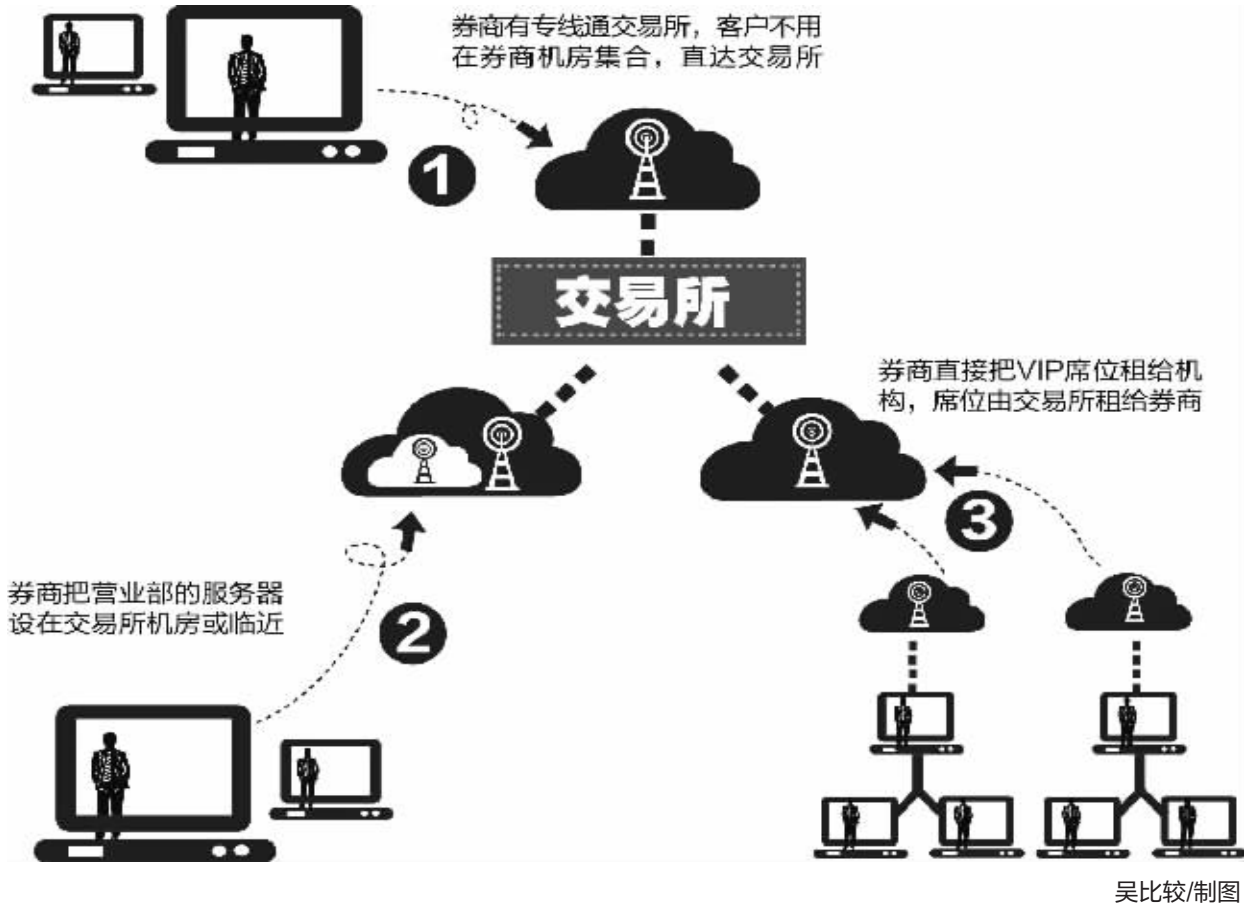 券商有专线通交易所，客户不用
在券商机房集合，直达交易所
1
交易所
券商直接把VIP席位租给机
构，席位由交易所租给券商
3
券商把营业部的服务器
设在交易所机房或临近
2
吴比较/制图